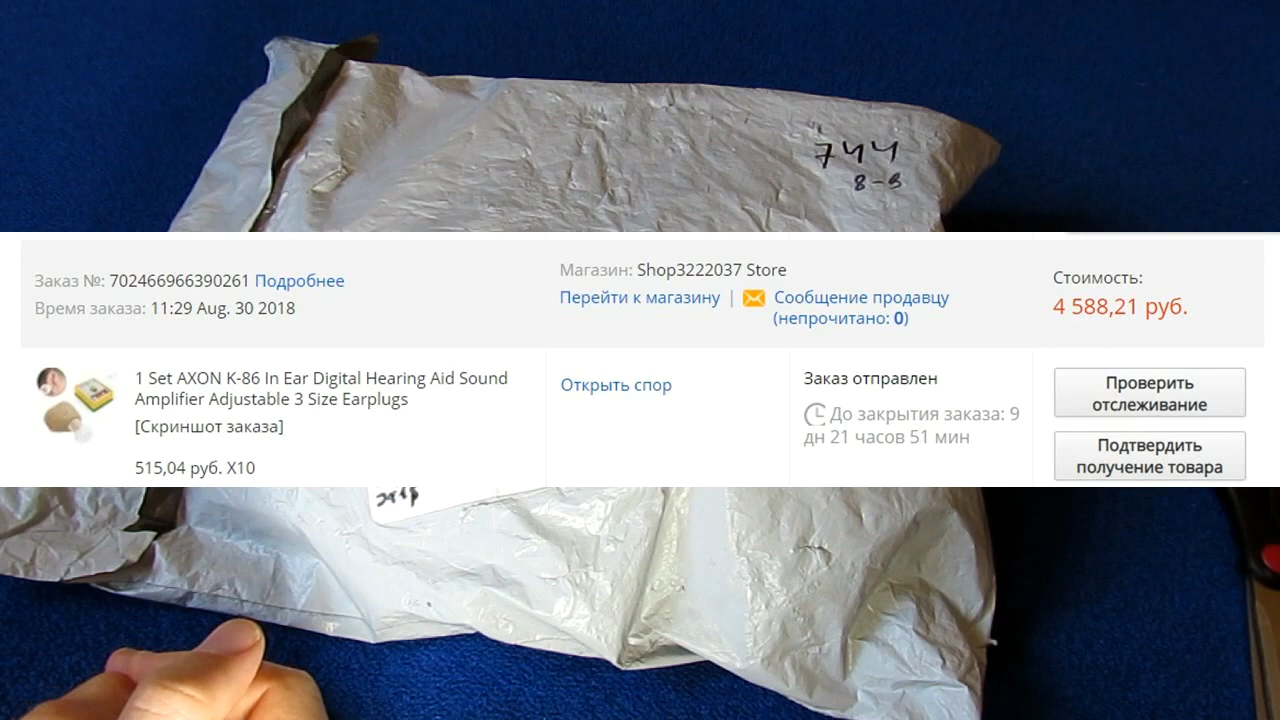 744
8-9
Заказ №: 702466966390261 Подробнее
Время заказа: 11:29 Aug. 30 2018
Магазин: Shop3222037 Store
Перейти к магазину | Сообщение продавцу
(непрочитано: 0)
Стоимость:
4 588,21 руб.
1 Set AXON K-86 In Ear Digital Hearing Aid Sound
Amplifier Adjustable 3 Size Earplugs
[Скриншот заказа]
515,04 руб. X10
Открыть спор
Заказ отправлен
До закрытия заказа: 9
дн 21 часов 51 мин
Проверить
отслеживание
Подтвердить
получение товара